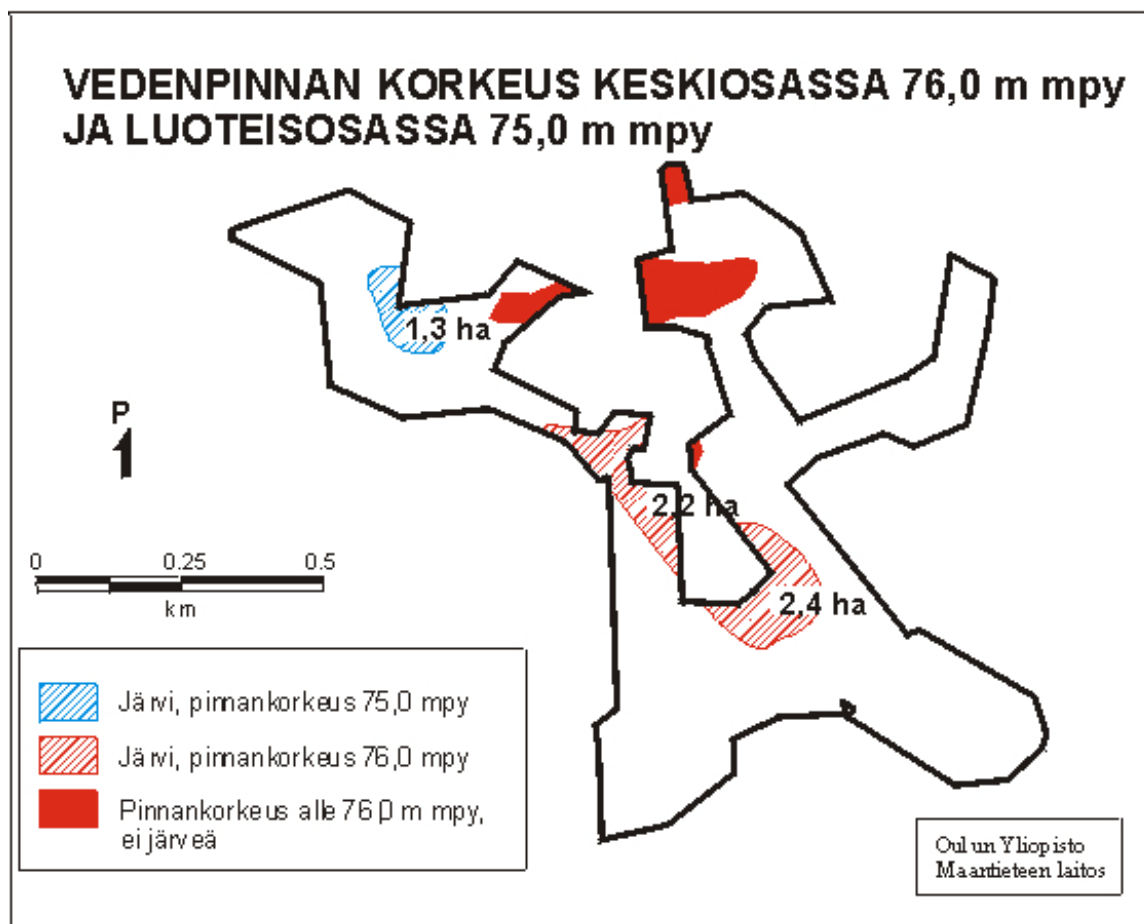 VEDENPINNAN KORKEUS KESKIOSASSA 76,0 m mpy
JA LUOTEISOSASSA 75,0 m mpy
1,3 ha
P
2,2 ha
0 0.25 0.5
km
2,4 ha
Järvi, pinnankorkeus 75,0 mpy
Järvi, pinnankorkeus 76,0 mpy
Pinnankorkeus alle 76,0 m mpy,
ei järveä
Oulun Yliopisto
Maantieteen laitos